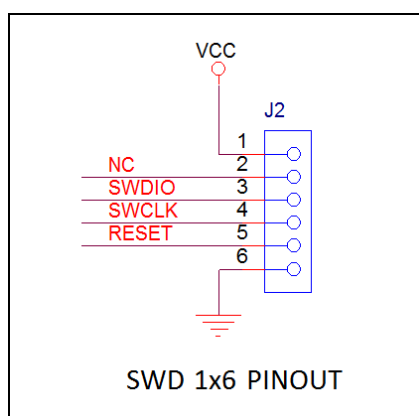 VCC
J2
1
NC 2
SWDIO 3
SWCLK 4
RESET 5
6
SWD 1x6 PINOUT